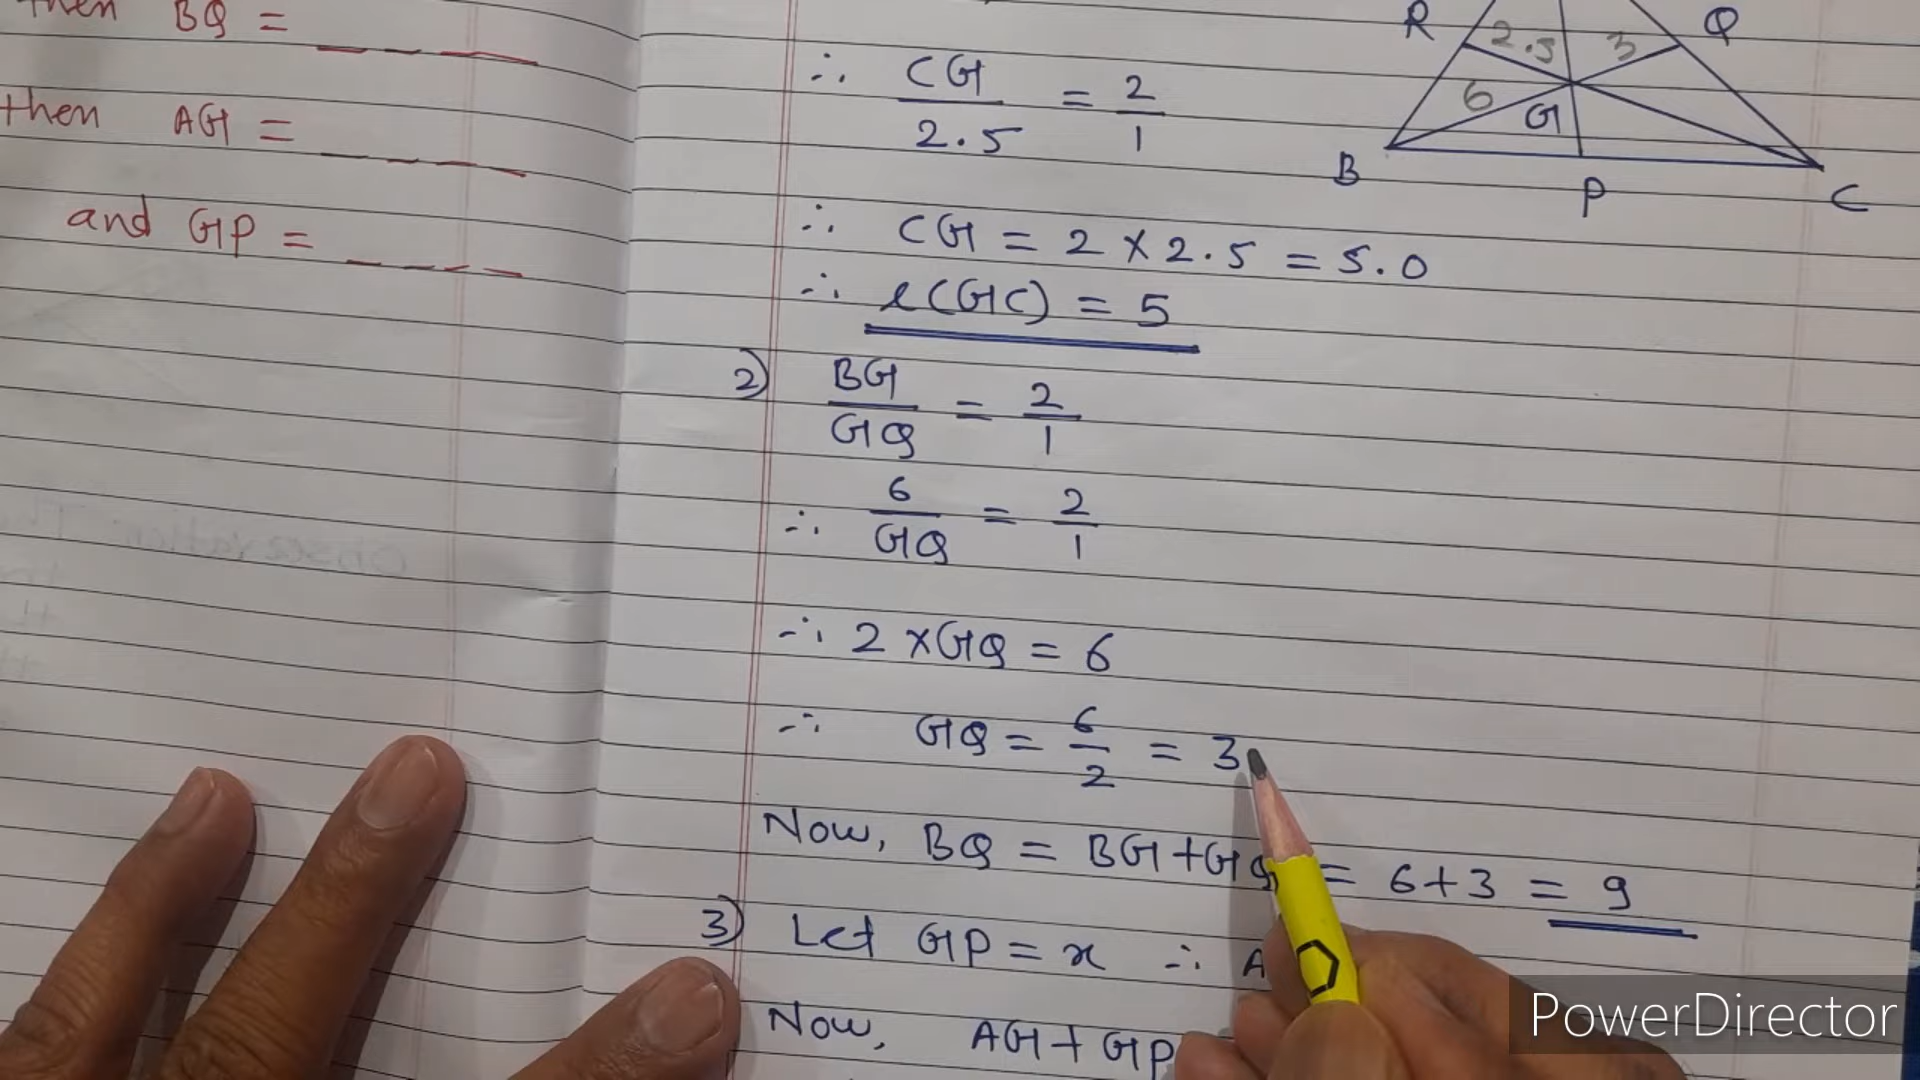 then BQ = _ _ _
then AG = _ _ _
and GP = _ _ _ _
∴ CG/2.5 = 2/1
∴ CG = 2 × 2.5 = 5.0
∴ l(GC) = 5
2) BG/GQ = 2/1
∴ 6/GQ = 2/1
∴ 2 × GQ = 6
∴ GQ = 6/2 = 3
Now, BQ = BG + GQ = 6 + 3 = 9
3) Let GP = x ∴ A
Now, AG + GP
R 2.5 3 Q
6 G
B P C
PowerDirector